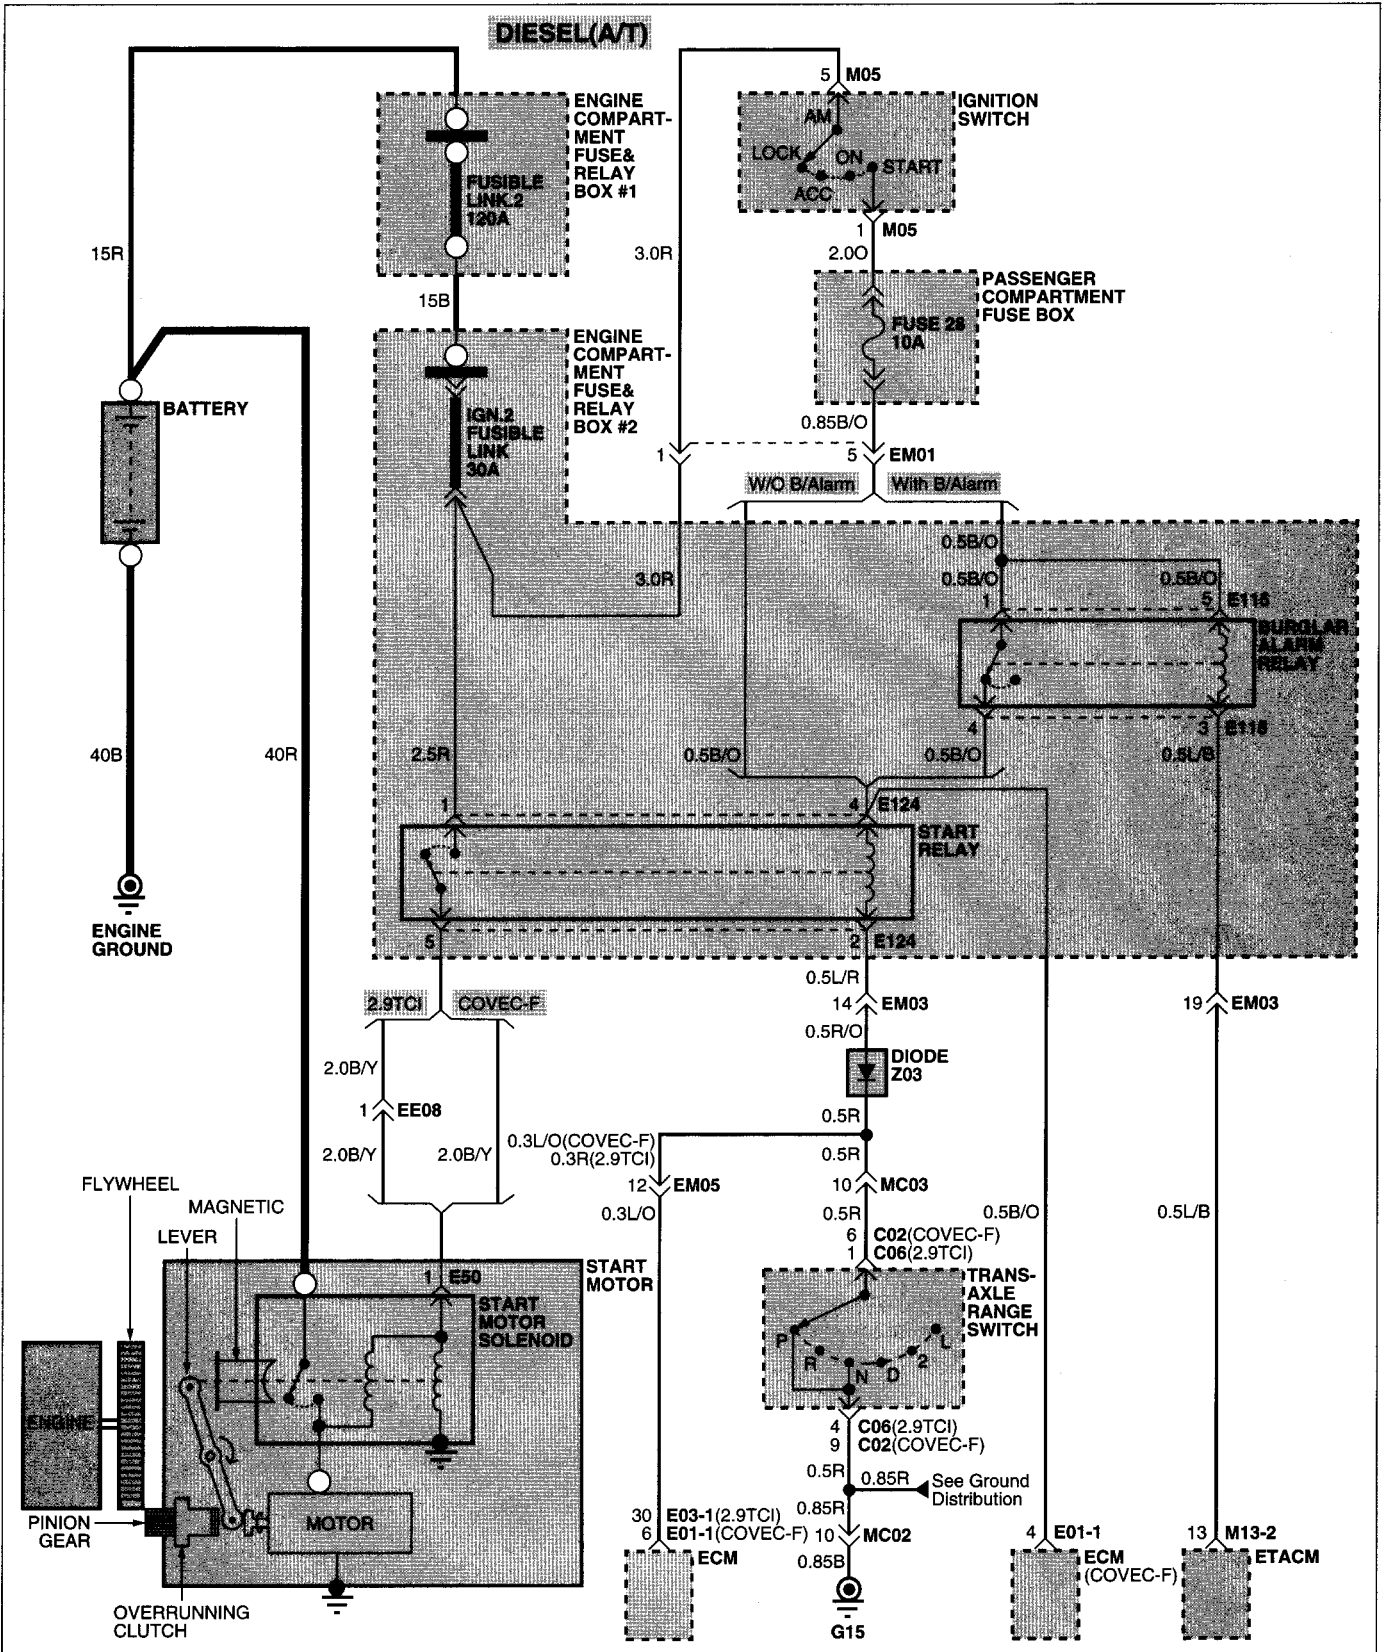 DIESEL(A/T)
5 M05
ENGINE
COMPART-
MENT
FUSE&
RELAY
BOX #1
IGNITION
SWITCH
AM
LOCK
ON
START
ACC
FUSIBLE
LINK.2
120A
1 M05
15R
3.0R
2.0O
PASSENGER
COMPARTMENT
FUSE BOX
15B
FUSE 28
10A
ENGINE
COMPART-
MENT
FUSE&
RELAY
BOX #2
BATTERY
IGN.2
FUSIBLE
LINK
30A
0.85B/O
1
5 EM01
W/O B/Alarm
With B/Alarm
0.5B/O
3.0R
0.5B/O
0.5B/O
1
5 E116
BURGLAR
ALARM
RELAY
4
3 E116
40B
40R
2.5R
0.5B/O
0.5B/O
0.5L/B
1
4 E124
START
RELAY
ENGINE
GROUND
5
2 E124
0.5L/R
2.9TCI
COVEC-F
14 EM03
19 EM03
0.5R/O
DIODE
Z03
2.0B/Y
1 EE08
0.5R
2.0B/Y
2.0B/Y
0.3L/O(COVEC-F)
0.3R(2.9TCI)
0.5R
FLYWHEEL
12 EM05
10 MC03
MAGNETIC
0.3L/O
0.5R
0.5B/O
0.5L/B
LEVER
6 C02(COVEC-F)
1 C06(2.9TCI)
START
MOTOR
1 E50
TRANS-
AXLE
RANGE
SWITCH
START
MOTOR
SOLENOID
P
R
N
D
2
L
ENGINE
4 C06(2.9TCI)
9 C02(COVEC-F)
0.5R
0.85R
See Ground
Distribution
0.85R
PINION
GEAR
MOTOR
30 E03-1(2.9TCI)
6 E01-1(COVEC-F)
10 MC02
4 E01-1
13 M13-2
ECM
0.85B
ECM
(COVEC-F)
ETACM
OVERRUNNING
CLUTCH
G15